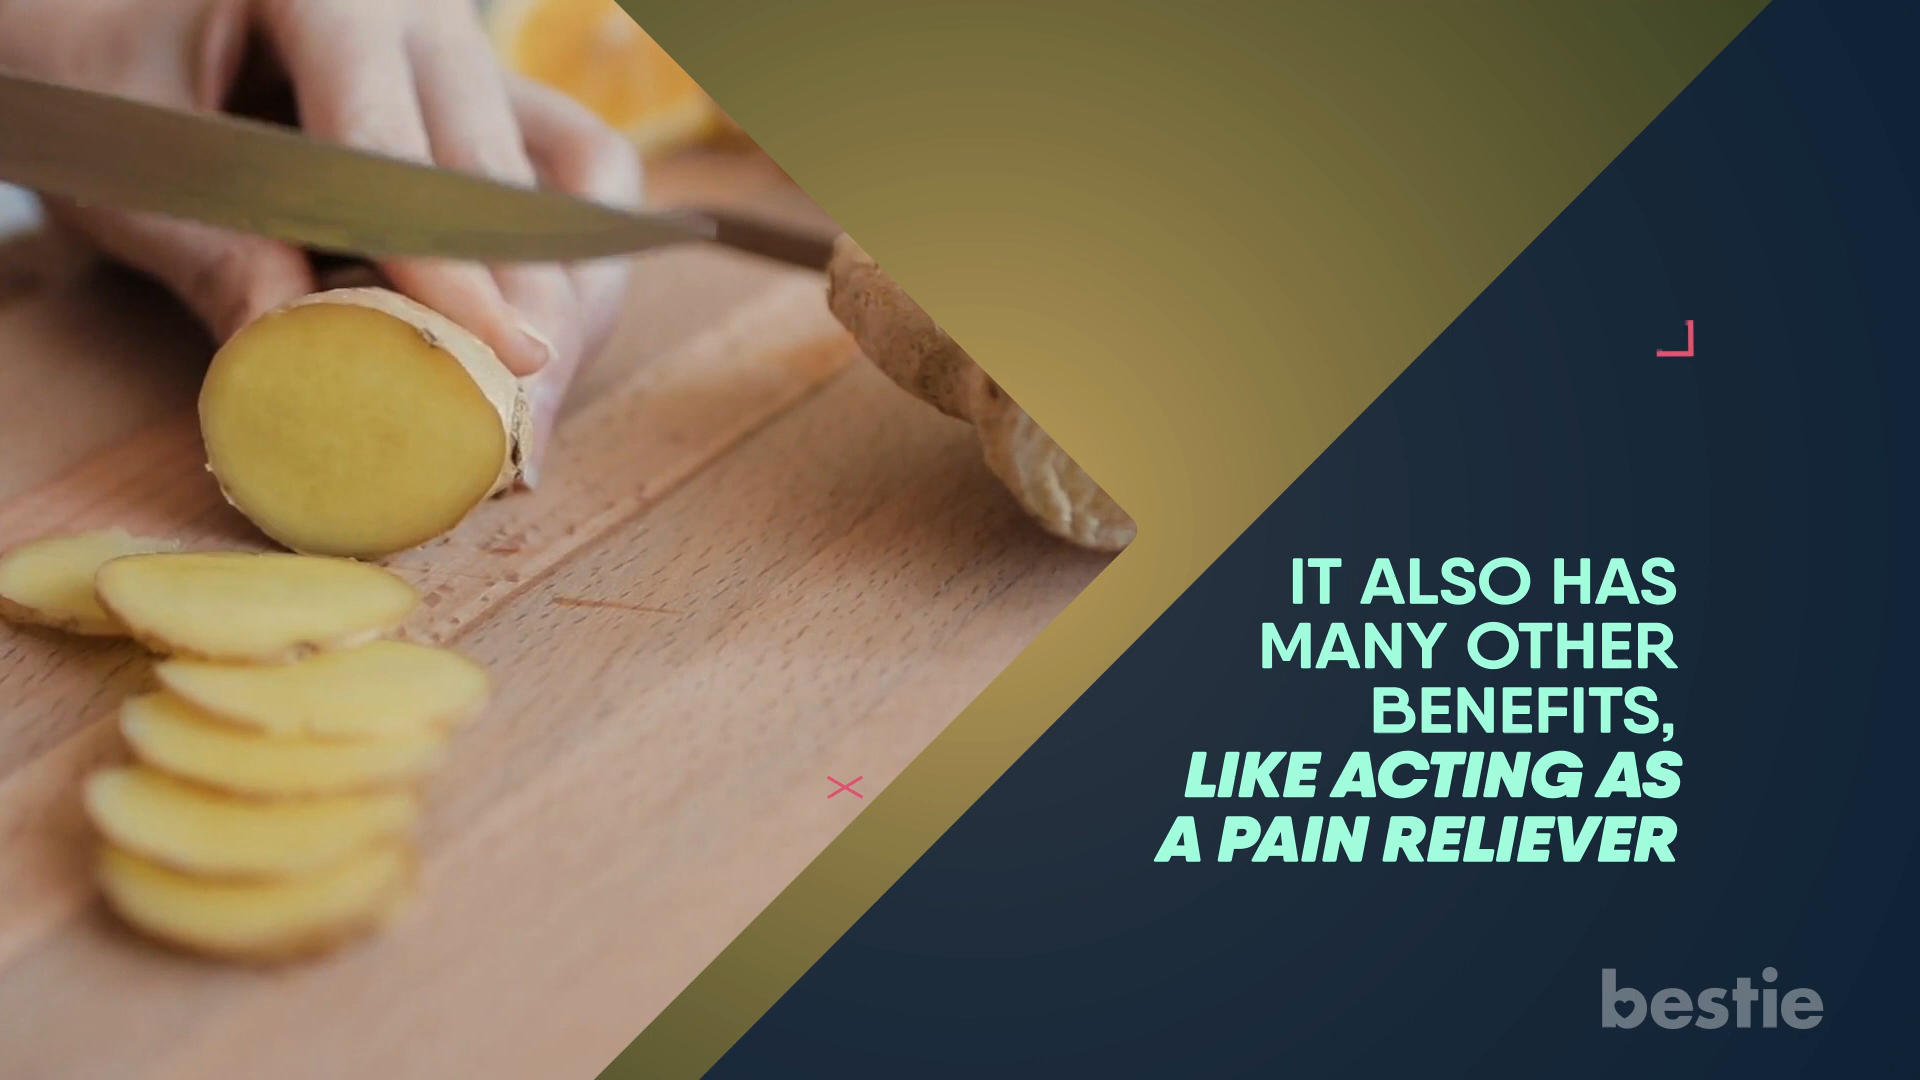 IT ALSO HAS
MANY OTHER
BENEFITS,
LIKE ACTING AS
A PAIN RELIEVER
bestie